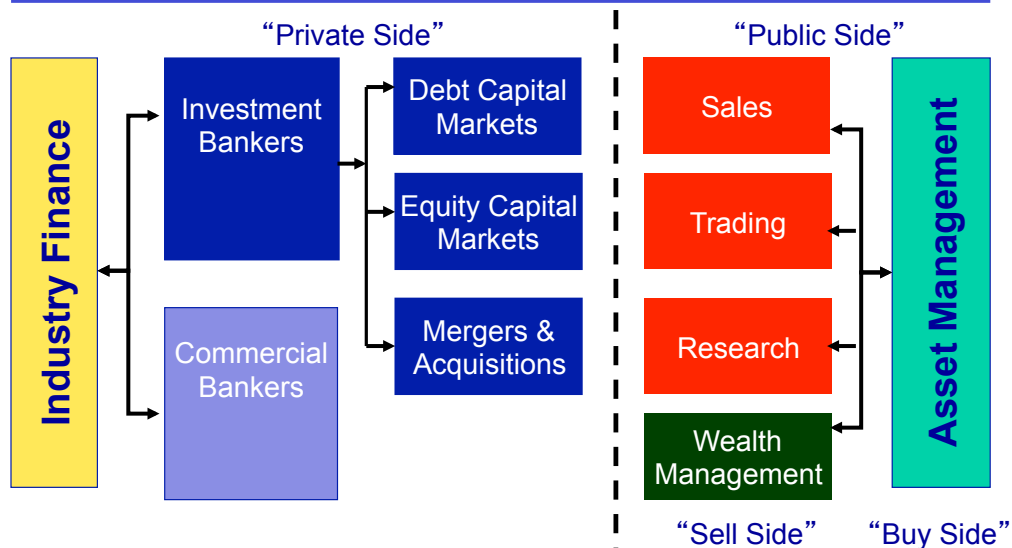 “Private Side”
“Public Side”
Industry Finance
Investment
Bankers
Commercial
Bankers
Debt Capital
Markets
Equity Capital
Markets
Mergers &
Acquisitions
Sales
Trading
Research
Wealth
Management
Asset Management
“Sell Side”
“Buy Side”